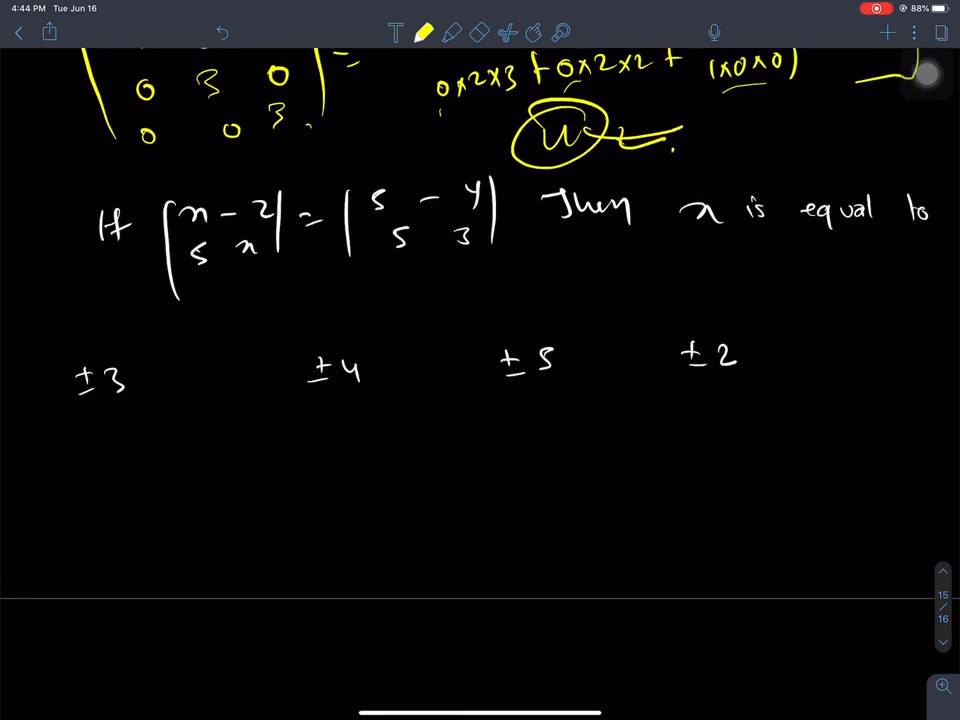 4:44 PM Tue Jun 16
88%
T
0 3 0 =
0 0 3
0×2×3 + 0×2×2 + 1×0×0)
If |x - 2| = |5 - 4| Then x is equal to
5 x 5 3
± 3 ± 4 ± 5 ± 2
15
/
16